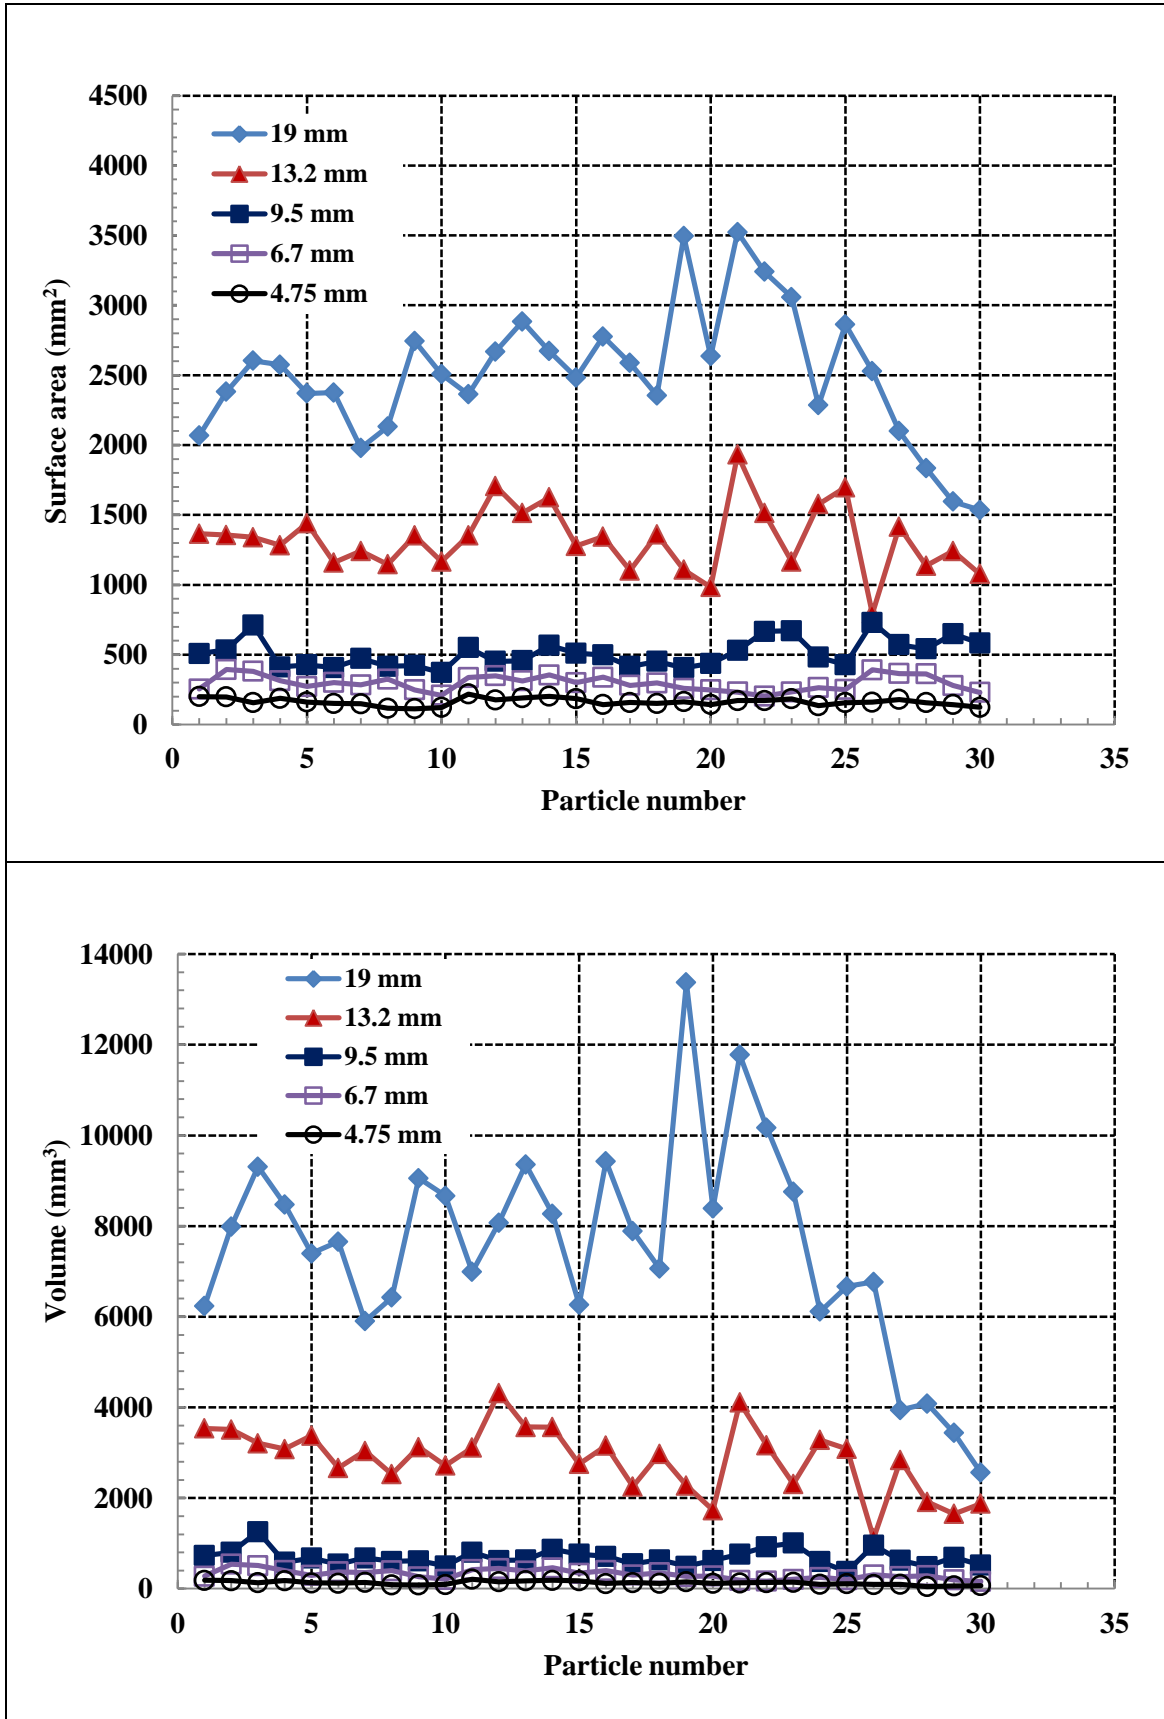 4500
4000
3500
3000
2500
2000
1500
1000
500
0
Surface area (mm²)
19 mm
13.2 mm
9.5 mm
6.7 mm
4.75 mm
0 5 10 15 20 25 30 35
Particle number
14000
12000
10000
8000
6000
4000
2000
0
Volume (mm³)
19 mm
13.2 mm
9.5 mm
6.7 mm
4.75 mm
0 5 10 15 20 25 30 35
Particle number